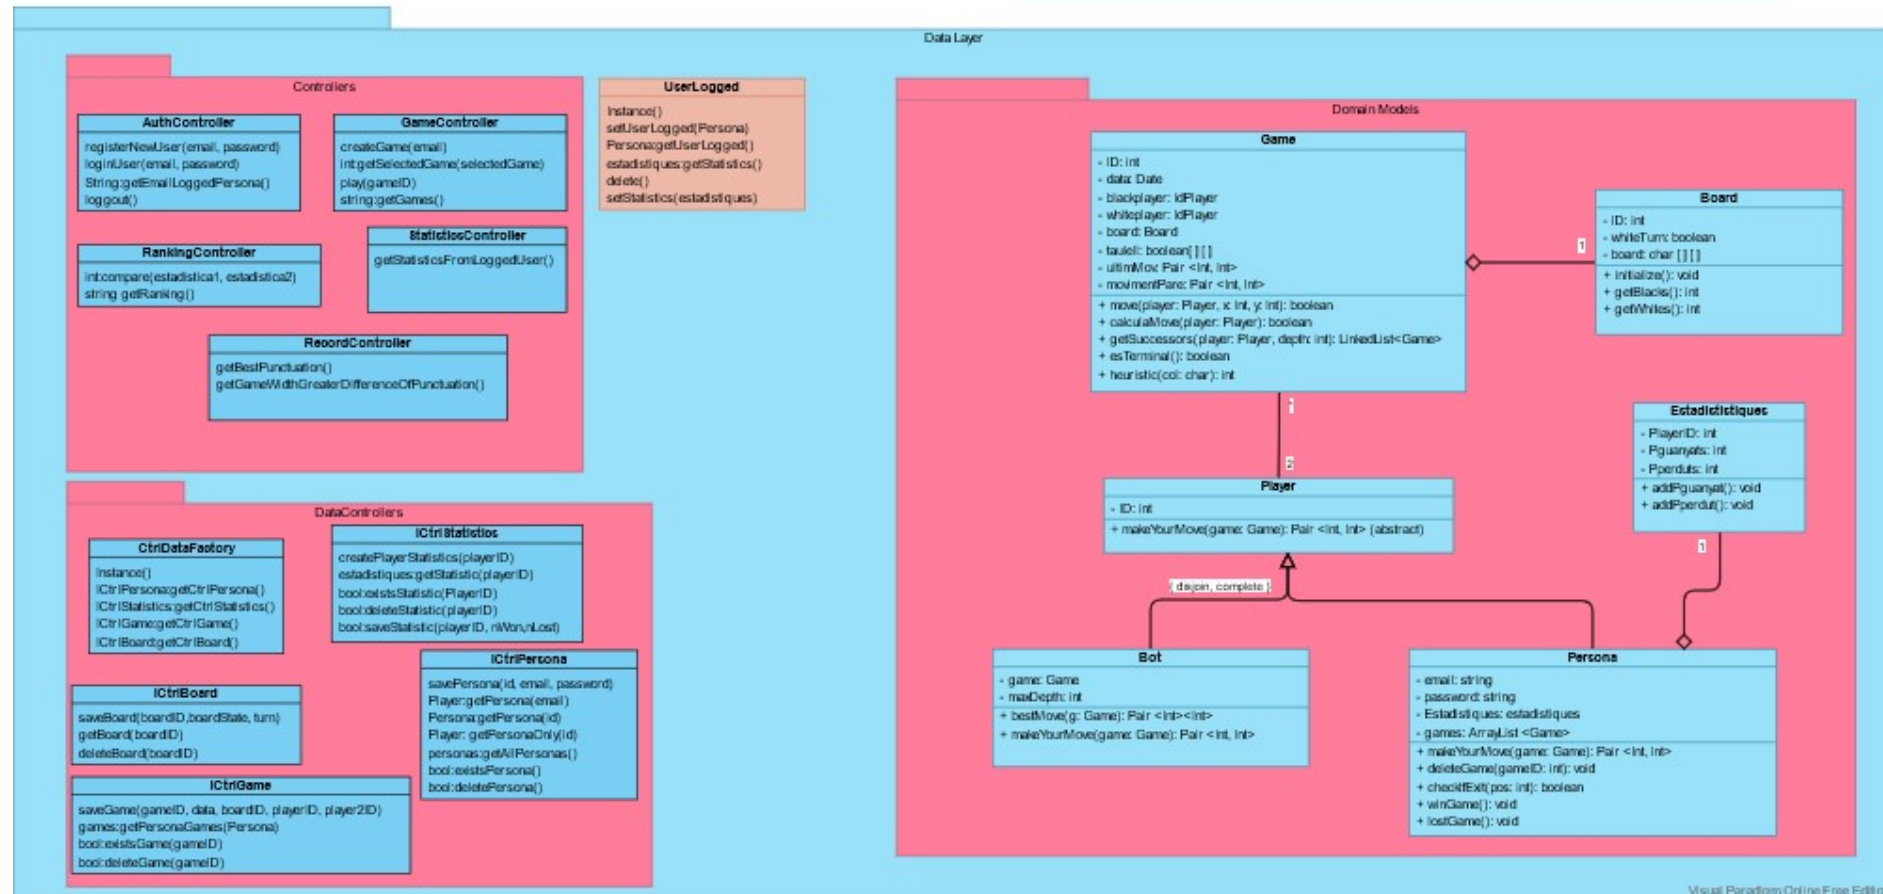 Data Layer
Controllers
AuthController
registerNewUser(email, password)
loginUser(email, password)
String:getEmailLoggedPersona()
loggout()
GameController
createGame(email)
int:getSelectedGame(selectedGame)
play(gameID)
string:getGames()
RankingController
int:compare(estadistica1, estadistica2)
string getRanking()
StatisticsController
getStatisticsFromLoggedUser()
RecordController
getBestPunctuation()
getGameWidthGreaterDifferenceOfPunctuation()
UserLogged
Instance()
setUserLogged(Persona)
Persona:getUserLogged()
estadistiques:getStatistics()
delete()
setStatistics(estadistiques)
DataControllers
CtrlDataFactory
Instance()
ICtrlPersona:getCtrlPersona()
ICtrlStatistics:getCtrlStatistics()
ICtrlGame:getCtrlGame()
ICtrlBoard:getCtrlBoard()
ICtrlStatistics
createPlayerStatistics(playerID)
estadistiques:getStatistic(playerID)
bool:existsStatistic(PlayerID)
bool:deleteStatistic(playerID)
bool:saveStatistic(playerID, nWon,nLost)
ICtrlPersona
savePersona(id, email, password)
Player:getPersona(email)
Persona:getPersona(id)
Player: getPersonaOnly(id)
personas:getAllPersonas()
bool:existsPersona()
bool:deletePersona()
ICtrlBoard
saveBoard(boardID,boardState, turn)
getBoard(boardID)
deleteBoard(boardID)
ICtrlGame
saveGame(gameID, data, boardID, playerID, player2ID)
games:getPersonaGames(Persona)
bool:existsGame(gameID)
bool:deleteGame(gameID)
Domain Models
Game
- ID: int
- data: Date
- blackplayer: IdPlayer
- whiteplayer: IdPlayer
- board: Board
- taulell: boolean[ ] [ ]
- ultimMov: Pair <Int, Int>
- movimentPare: Pair <Int, Int>
+ move(player: Player, x: Int, y: Int): boolean
+ calculaMove(player: Player): boolean
+ getSuccessors(player: Player, depth: int): LinkedList<Game>
+ esTerminal(): boolean
+ heuristic(col: char): int
1
Board
- ID: int
- whiteTurn: boolean
- board: char [ ] [ ]
+ initialize(): void
+ getBlacks(): int
+ getWhites(): int
1
2
Player
- ID: int
+ makeYourMove(game: Game): Pair <Int, Int> (abstract)
{ disjoin, complete }
Estadististiques
- PlayerID: int
- Pguanyats: int
- Pperduts: int
+ addPguanyat(): void
+ addPperdut(): void
1
Bot
- game: Game
- maxDepth: int
+ bestMove(g: Game): Pair <Int><Int>
+ makeYourMove(game: Game): Pair <Int, Int>
Persona
- email: string
- password: string
- Estadistiques: estadistiques
- games: ArrayList <Game>
+ makeYourMove(game: Game): Pair <Int, Int>
+ deleteGame(gameID: int): void
+ checkIfExit(pos: int): boolean
+ winGame(): void
+ lostGame(): void
Visual Paradigm Online Free Editio